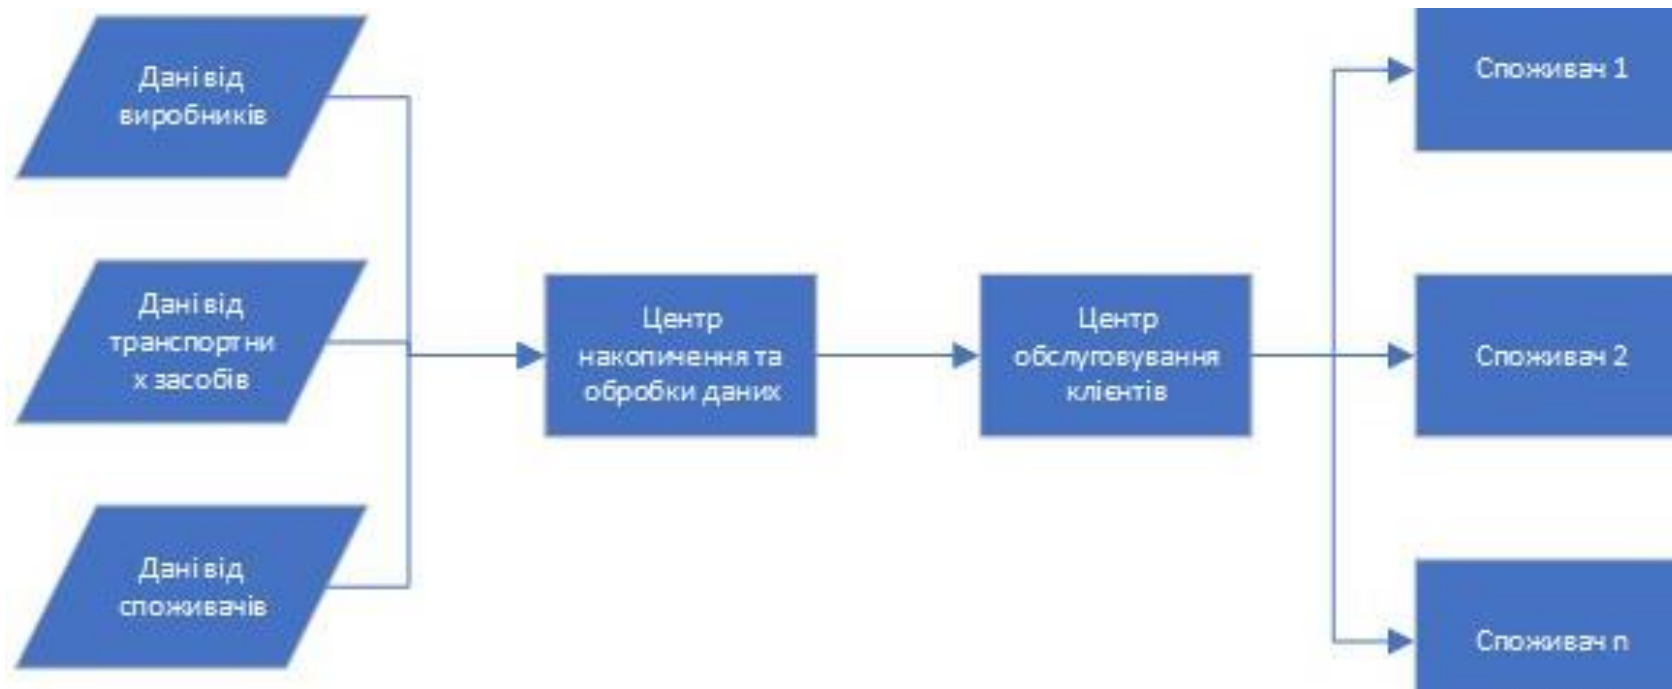 Дані від
виробників
Дані від
транспортни
х засобів
Дані від
споживачів
Центр
накопичення та
обробки даних
Центр
обслуговування
клієнтів
Споживач 1
Споживач 2
Споживач n